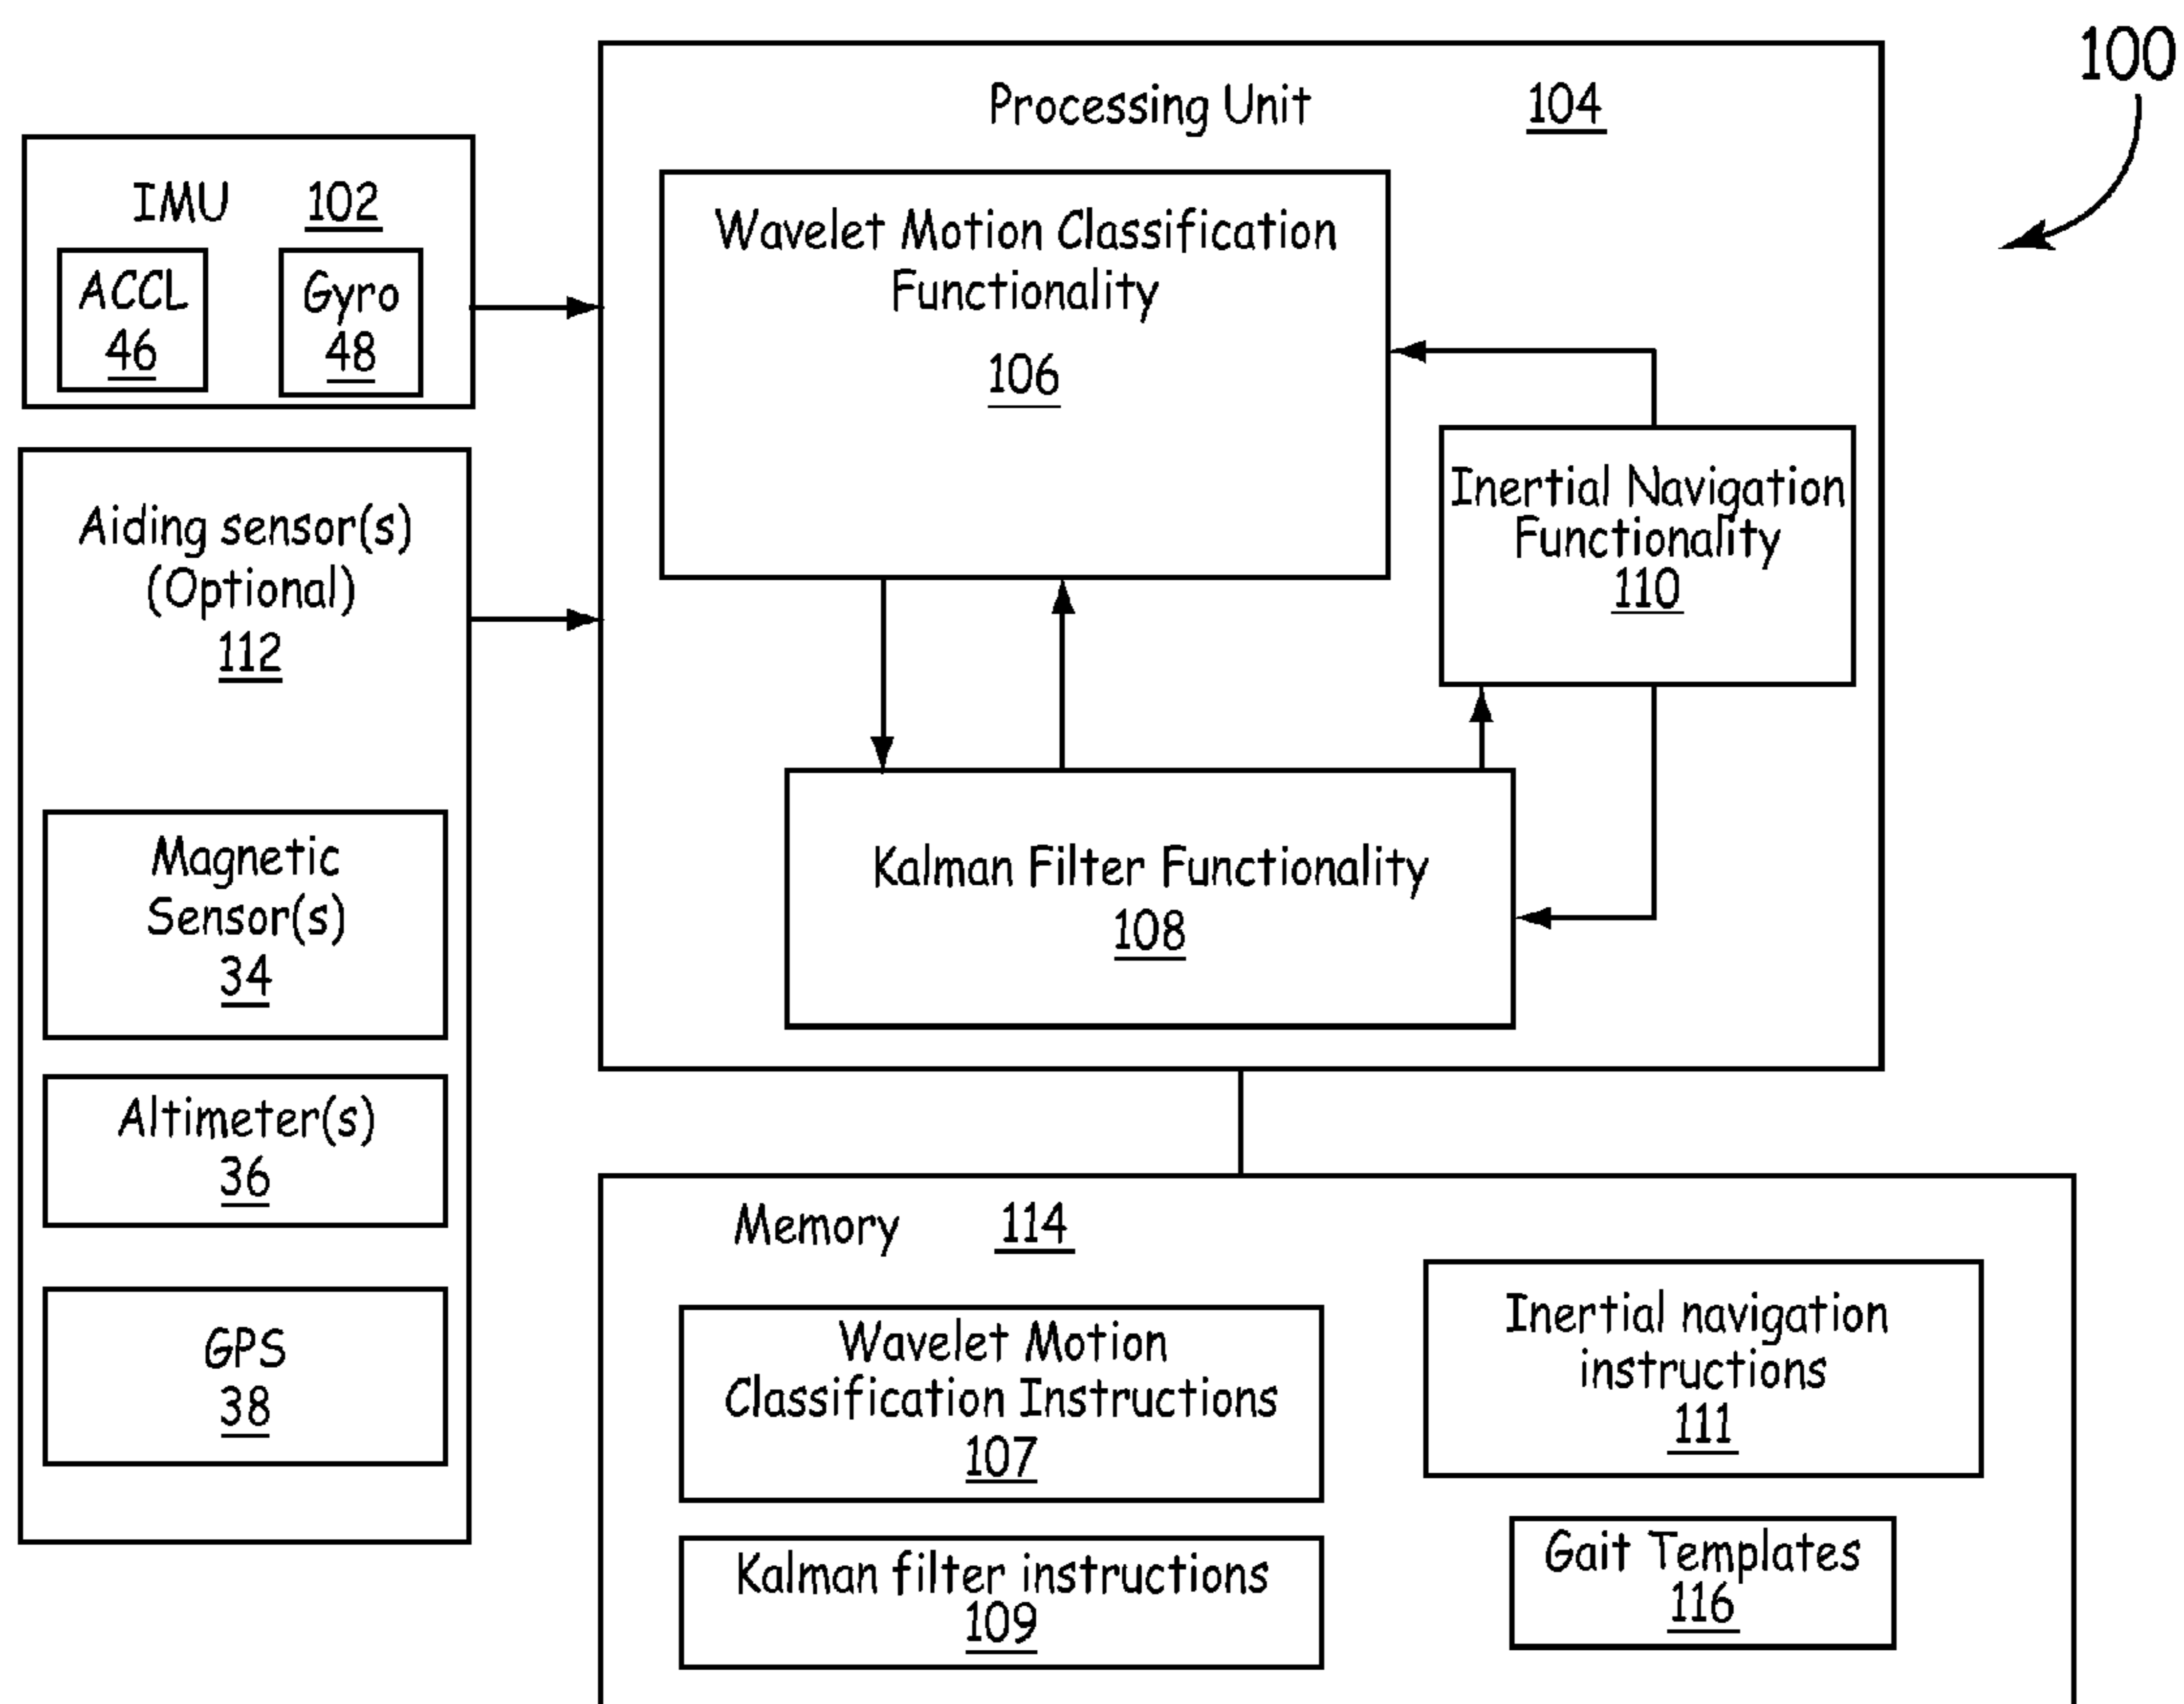 100
Processing Unit 104
IMU 102
ACCL
46
Gyro
48
Wavelet Motion Classification
Functionality
106
Inertial Navigation
Functionality
110
Kalman Filter Functionality
108
Aiding sensor(s)
(Optional)
112
Magnetic
Sensor(s)
34
Altimeter(s)
36
GPS
38
Memory 114
Wavelet Motion
Classification Instructions
107
Kalman filter instructions
109
Inertial navigation
instructions
111
Gait Templates
116